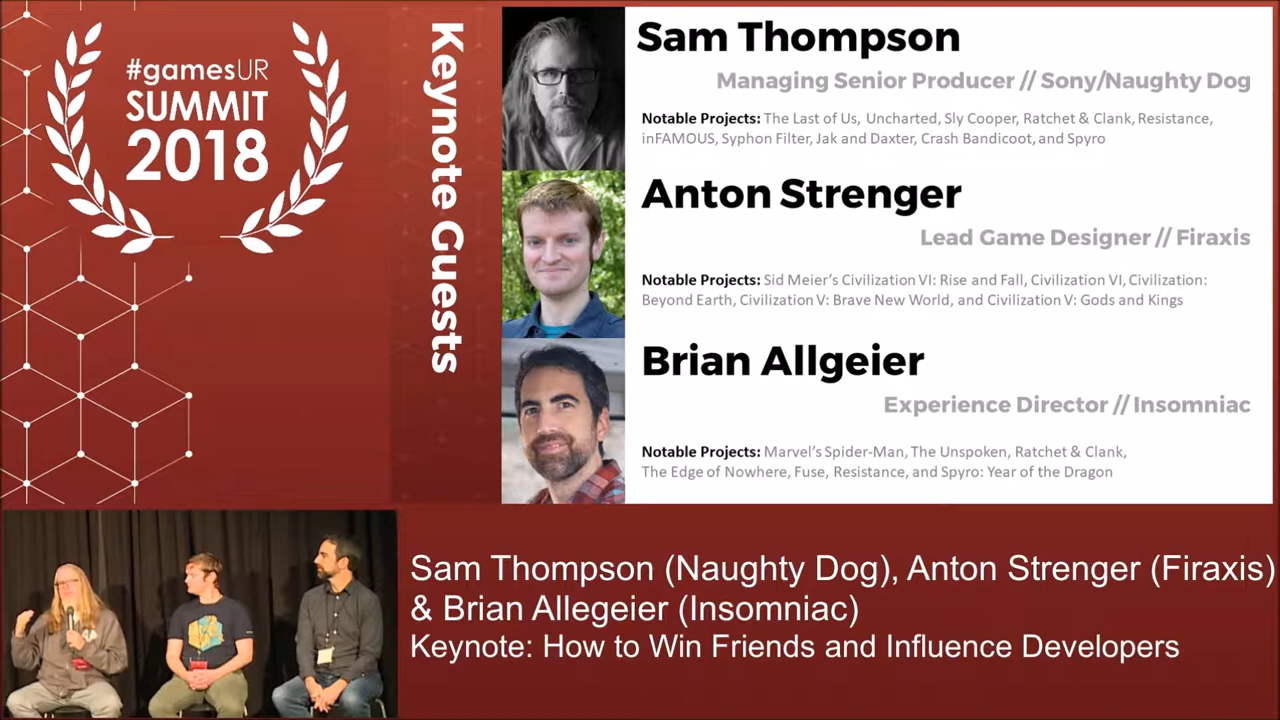 #gamesUR
SUMMIT
2018
Keynote Guests
Sam Thompson
Managing Senior Producer // Sony/Naughty Dog
Notable Projects: The Last of Us, Uncharted, Sly Cooper, Ratchet & Clank, Resistance,
inFAMOUS, Syphon Filter, Jak and Daxter, Crash Bandicoot, and Spyro
Anton Strenger
Lead Game Designer // Firaxis
Notable Projects: Sid Meier's Civilization VI: Rise and Fall, Civilization VI, Civilization:
Beyond Earth, Civilization V: Brave New World, and Civilization V: Gods and Kings
Brian Allgeier
Experience Director // Insomniac
Notable Projects: Marvel's Spider-Man, The Unspoken, Ratchet & Clank,
The Edge of Nowhere, Fuse, Resistance, and Spyro: Year of the Dragon
Sam Thompson (Naughty Dog), Anton Strenger (Firaxis)
& Brian Allegeier (Insomniac)
Keynote: How to Win Friends and Influence Developers